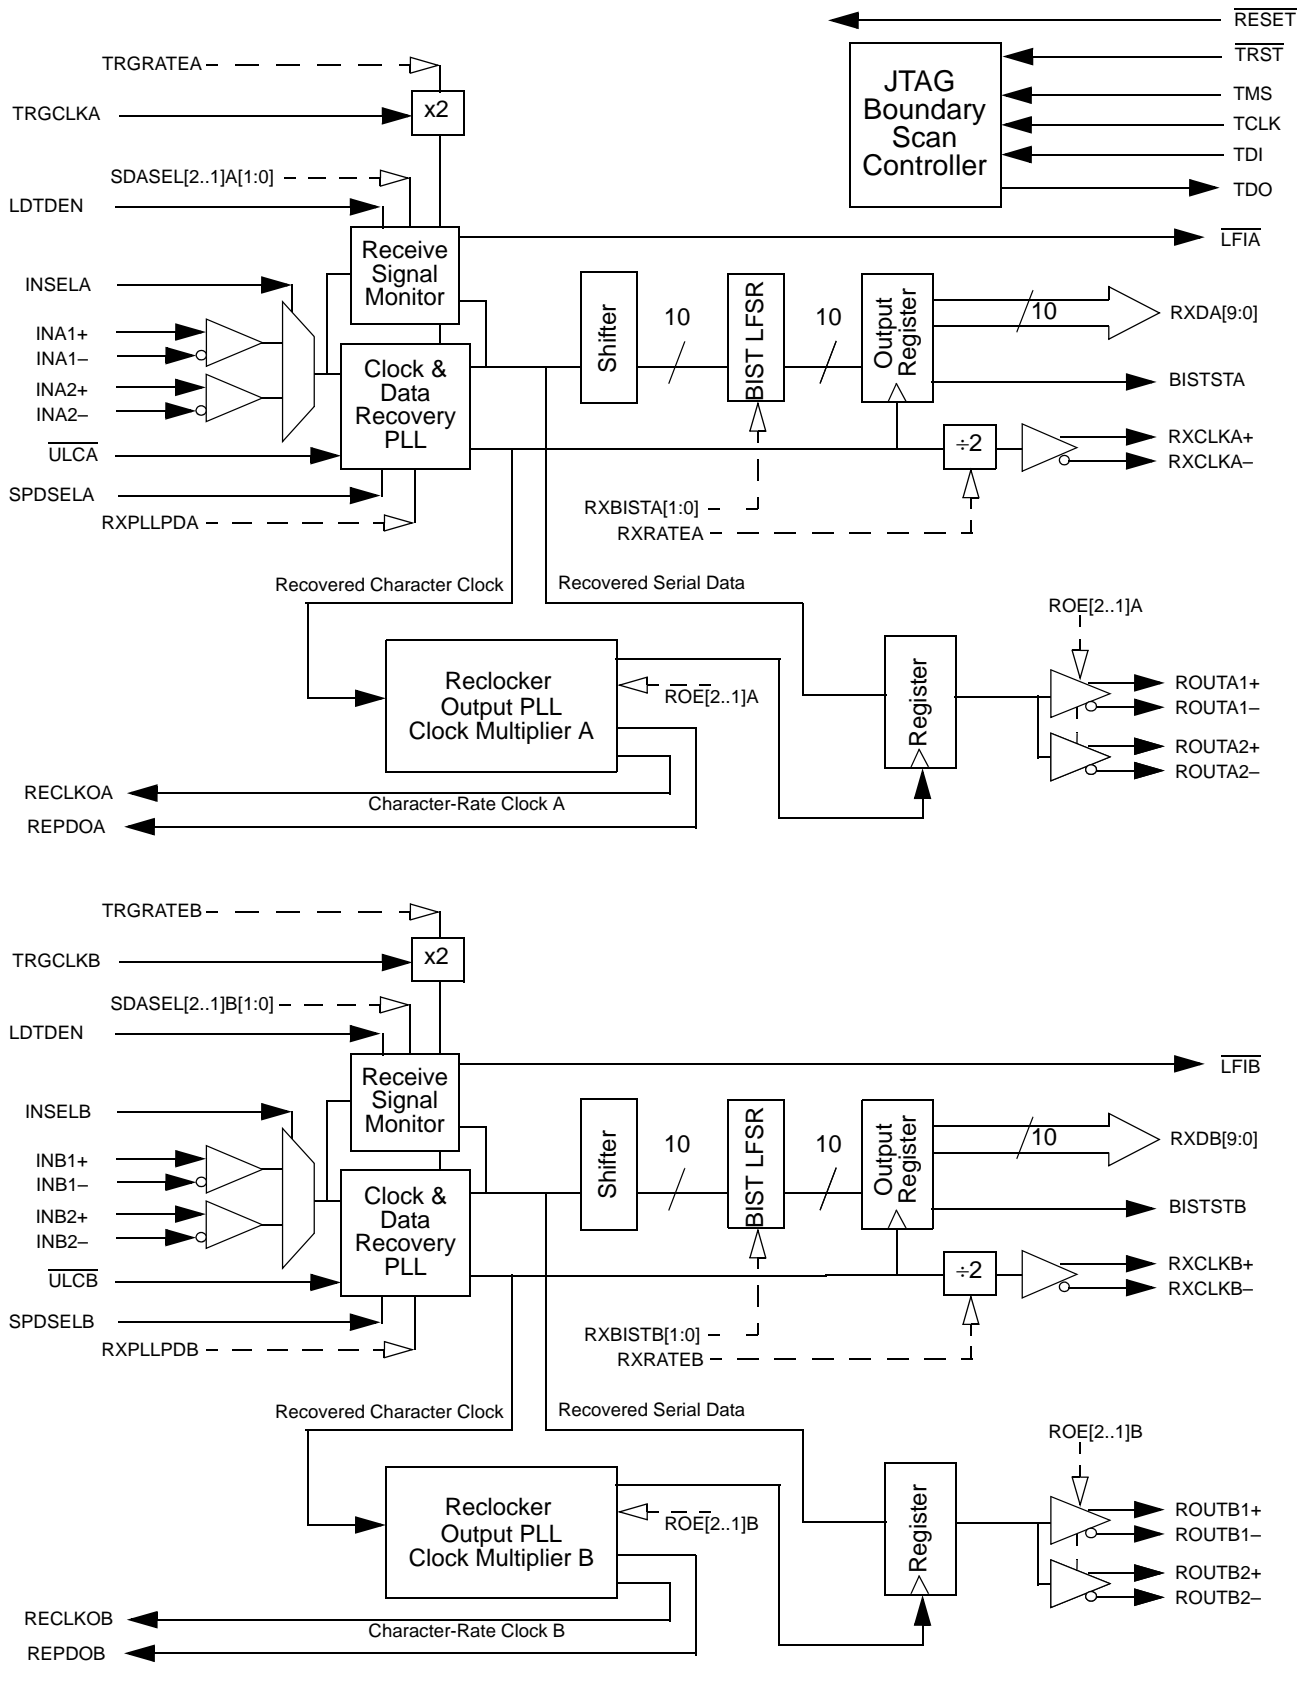 RESET
TRGRATEA
TRST
JTAG
Boundary
Scan
Controller
TMS
TRGCLKA
x2
TCLK
TDI
SDASEL[2..1]A[1:0]
TDO
LDTDEN
LFIA
Receive
Signal
Monitor
INSELA
Shifter
10
BIST LFSR
10
Output
Register
10
RXDA[9:0]
INA1+
INA1–
INA2+
INA2–
Clock &
Data
Recovery
PLL
BISTSTA
ULCA
÷2
RXCLKA+
RXCLKA–
SPDSELA
RXPLLPDA
RXBISTA[1:0]
RXRATEA
Recovered Character Clock
Recovered Serial Data
ROE[2..1]A
Reclocker
Output PLL
Clock Multiplier A
ROE[2..1]A
Register
ROUTA1+
ROUTA1–
ROUTA2+
ROUTA2–
RECLKOA
Character-Rate Clock A
REPDOA
TRGRATEB
TRGCLKB
x2
SDASEL[2..1]B[1:0]
LDTDEN
LFIB
Receive
Signal
Monitor
INSELB
Shifter
10
BIST LFSR
10
Output
Register
10
RXDB[9:0]
INB1+
INB1–
INB2+
INB2–
Clock &
Data
Recovery
PLL
BISTSTB
ULCB
÷2
RXCLKB+
RXCLKB–
SPDSELB
RXPLLPDB
RXBISTB[1:0]
RXRATEB
Recovered Character Clock
Recovered Serial Data
ROE[2..1]B
Reclocker
Output PLL
Clock Multiplier B
ROE[2..1]B
Register
ROUTB1+
ROUTB1–
ROUTB2+
ROUTB2–
RECLKOB
Character-Rate Clock B
REPDOB